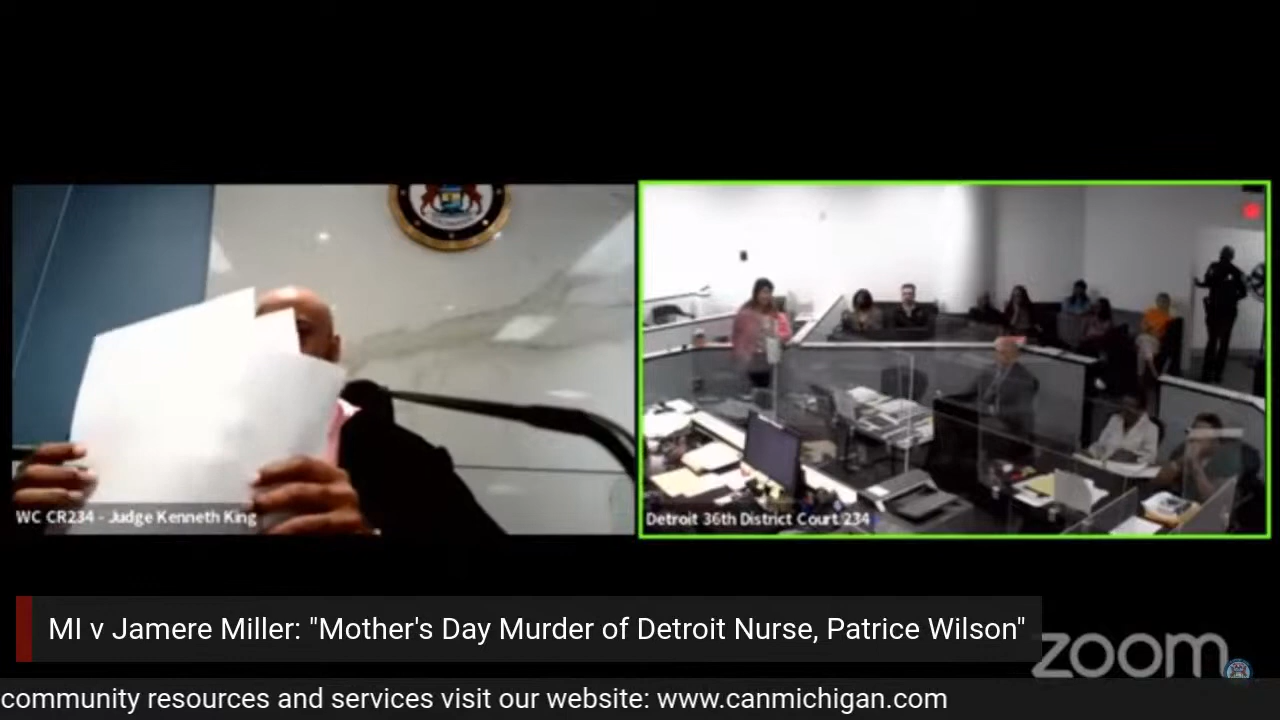 WC CR234 - Judge Kenneth King
Detroit 36th District Court 234
MI v Jamere Miller: "Mother's Day Murder of Detroit Nurse, Patrice Wilson"
zoom
community resources and services visit our website: www.canmichigan.com